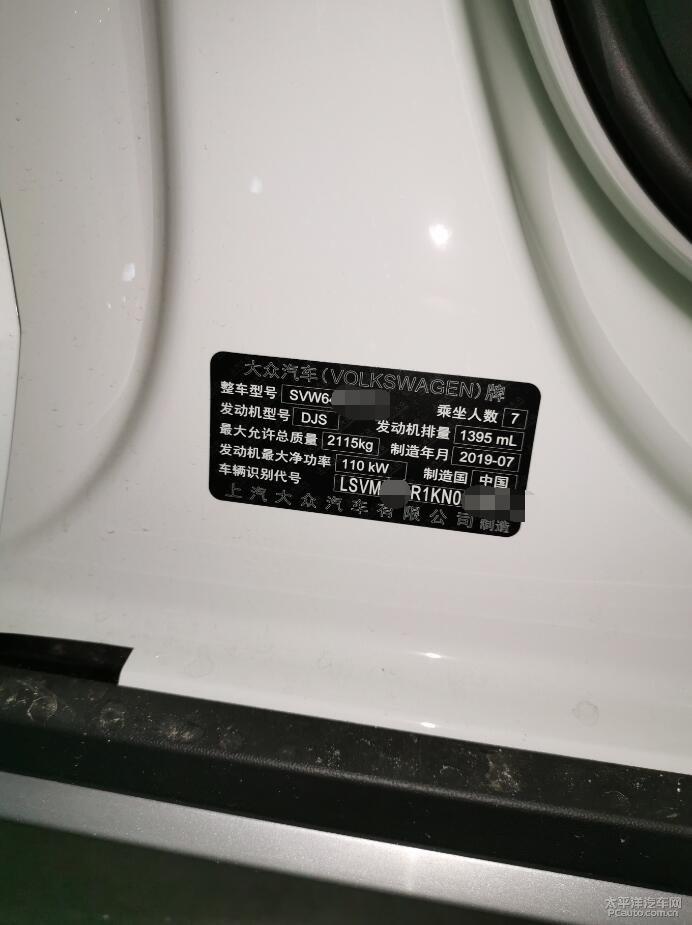 大众汽车(VOLKSWAGEN)牌
整车型号 SVW64 乘坐人数 7
发动机型号 DJS 发动机排量 1395 mL
最大允许总质量 2115kg 制造年月 2019-07
发动机最大净功率 110 kW 制造国 中国
车辆识别代号 LSVM R1KN0
上汽大众汽车有限公司 制造
太平洋汽车网
PCauto.com.cn